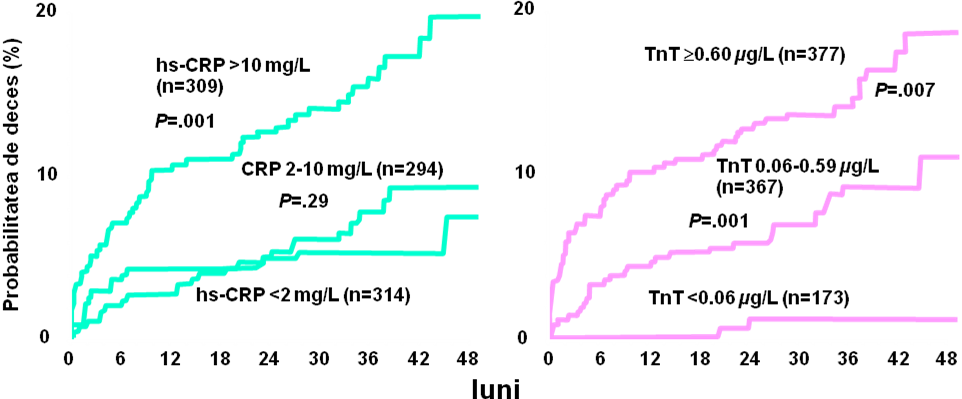 Probabilitatea de deces (%)
20
10
0
hs-CRP >10 mg/L
(n=309)
P=.001
CRP 2-10 mg/L (n=294)
P=.29
hs-CRP <2 mg/L (n=314)
0 6 12 18 24 30 36 42 48
20
10
0
TnT ≥0.60 µg/L (n=377)
P=.007
TnT 0.06-0.59 µg/L
(n=367)
P=.001
TnT <0.06 µg/L (n=173)
0 6 12 18 24 30 36 42 48
luni